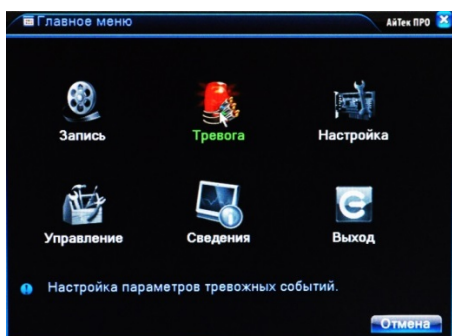 Главное меню
АйТек ПРО
Запись
Тревога
Настройка
Управление
Сведения
Выход
Настройка параметров тревожных событий.
Отмена